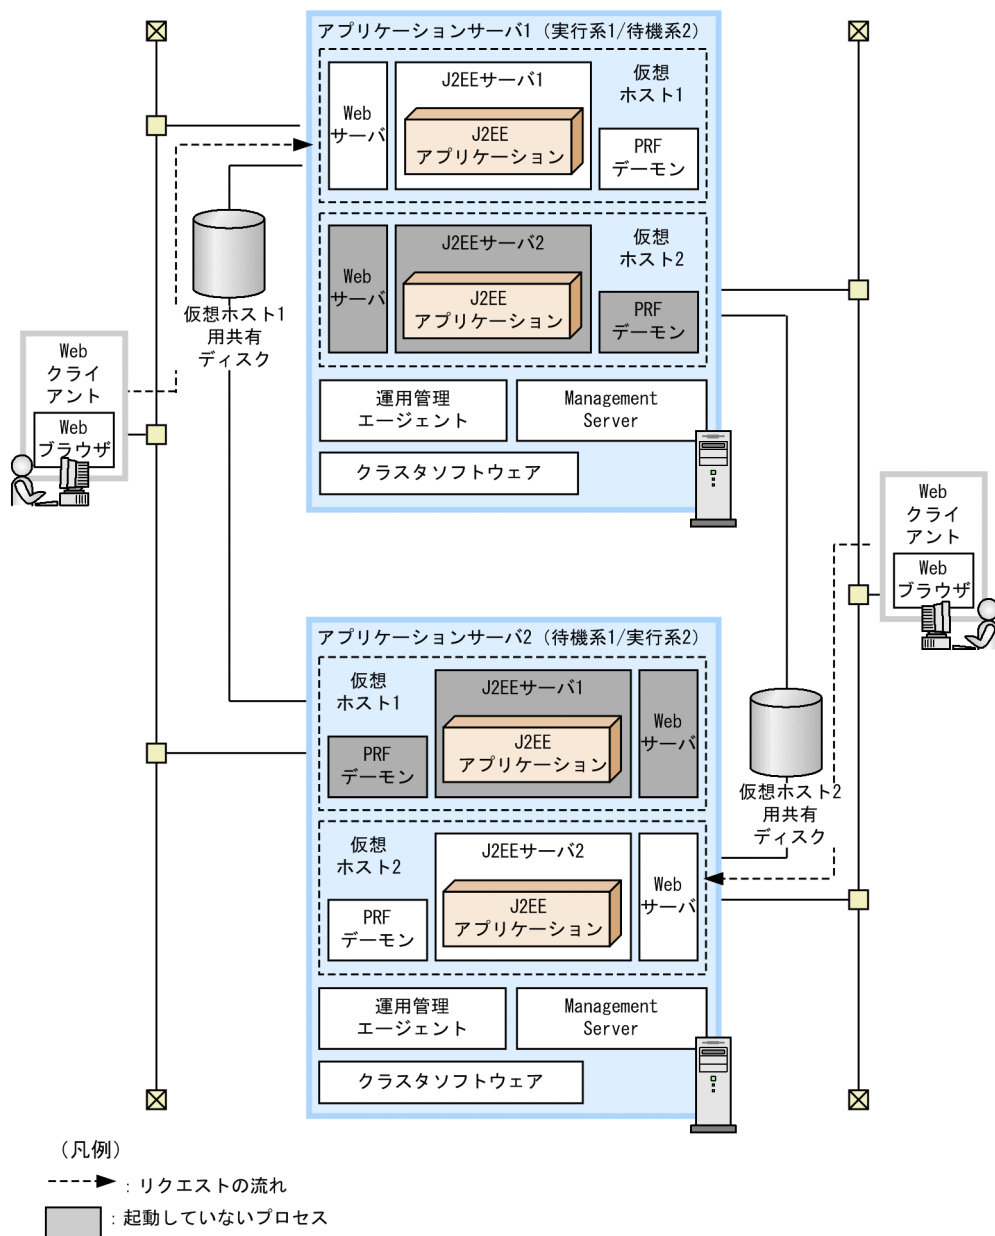 アプリケーションサーバ1（実行系1/待機系2）
Web
サーバ
J2EEサーバ1
J2EE
アプリケーション
仮想
ホスト1
PRF
デーモン
Web
サーバ
J2EEサーバ2
J2EE
アプリケーション
仮想
ホスト2
PRF
デーモン
運用管理
エージェント
Management
Server
クラスタソフトウェア
仮想ホスト1
用共有
ディスク
Web
クライ
アント
Web
ブラウザ
Web
クライ
アント
Web
ブラウザ
アプリケーションサーバ2（待機系1/実行系2）
仮想
ホスト1
PRF
デーモン
J2EEサーバ1
J2EE
アプリケーション
Web
サーバ
仮想
ホスト2
PRF
デーモン
J2EEサーバ2
J2EE
アプリケーション
Web
サーバ
仮想ホスト2
用共有
ディスク
運用管理
エージェント
Management
Server
クラスタソフトウェア
（凡例）
：リクエストの流れ
：起動していないプロセス